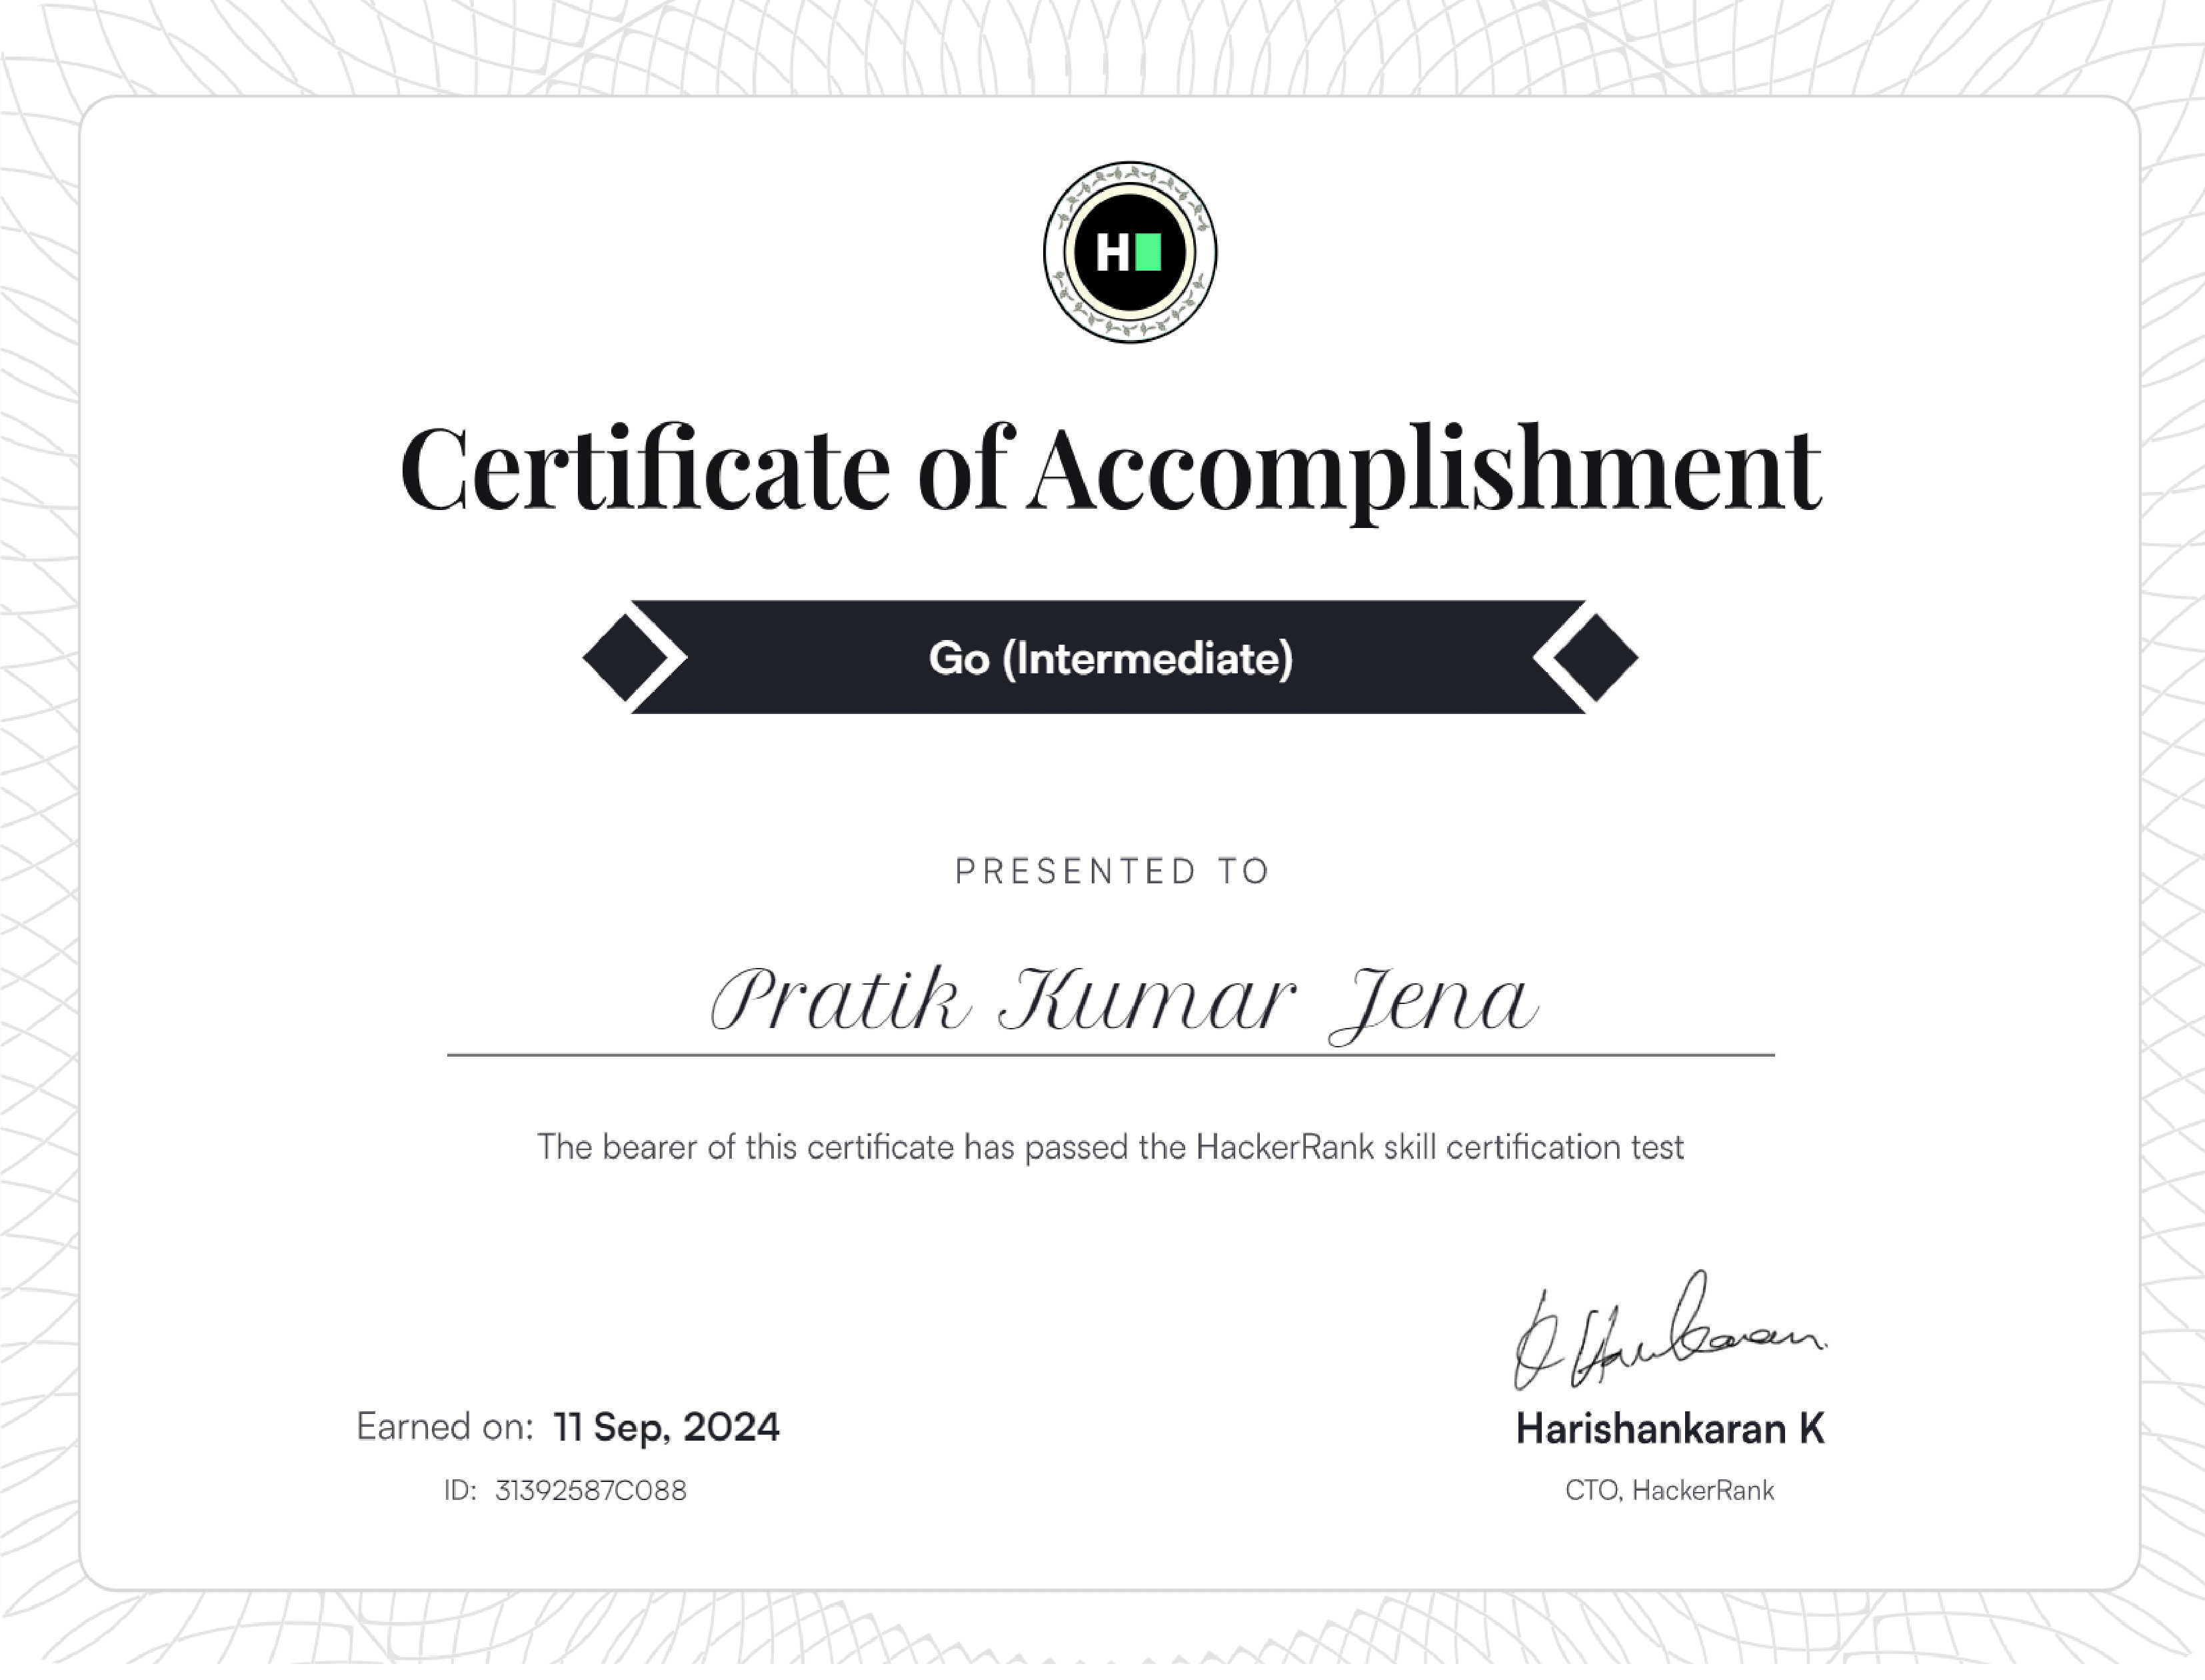 H
Certificate of Accomplishment
Go (Intermediate)
PRESENTED TO
Pratik Kumar Jena
The bearer of this certificate has passed the HackerRank skill certification test
Earned on: 11 Sep, 2024
ID: 31392587C088
Harishankaran K
CTO, HackerRank